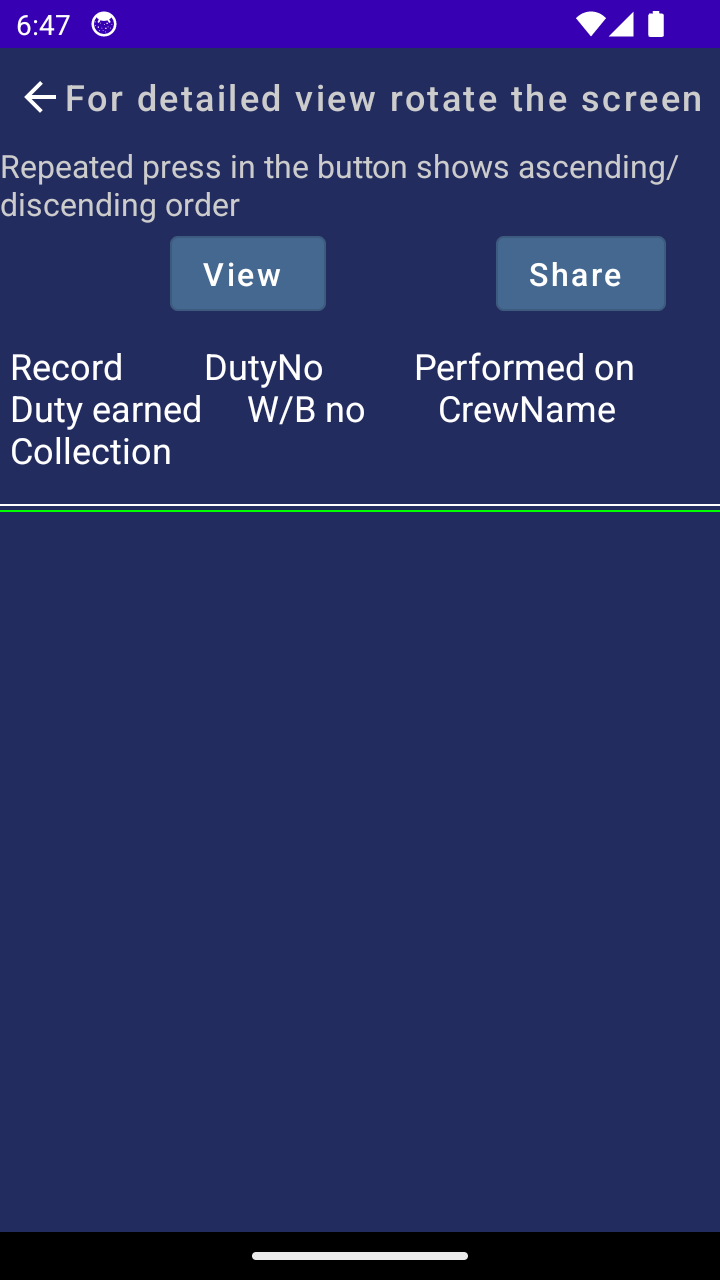 6:47
For detailed view rotate the screen
Repeated press in the button shows ascending/
discending order
View Share
Record DutyNo Performed on
Duty earned W/B no CrewName
Collection